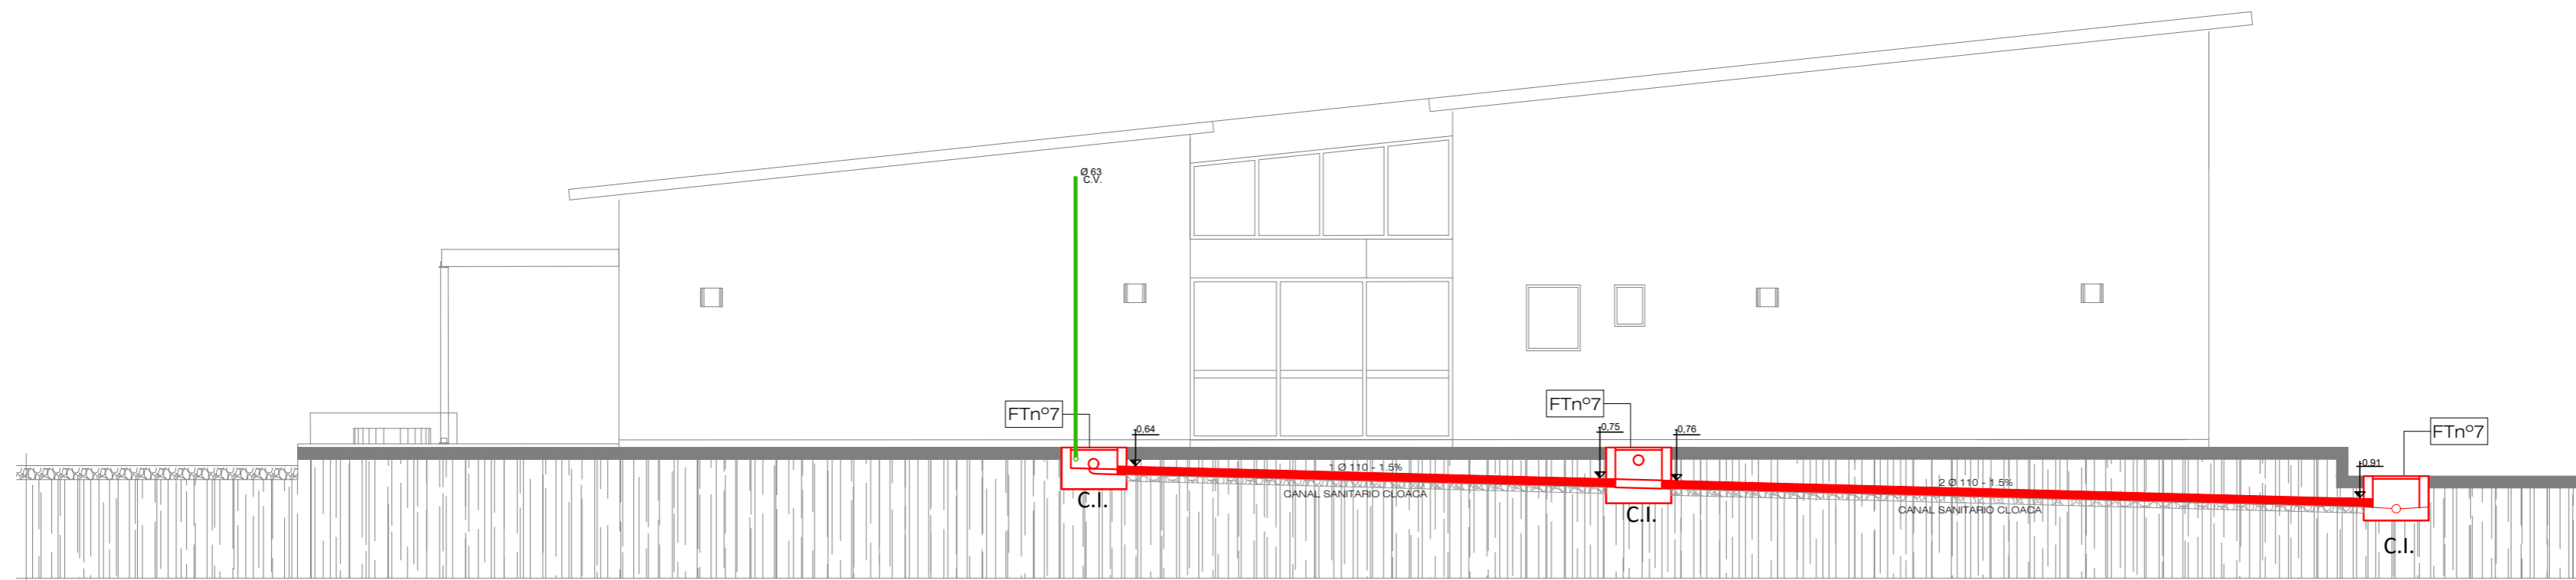 Ø 63
C.V.
FTnº7
FTnº7
FTnº7
-0,64
-0,75
-0,76
-0,91
1 Ø 110 - 1.5%
CANAL SANITARIO CLOACA
2 Ø 110 - 1.5%
CANAL SANITARIO CLOACA
C.I.
C.I.
C.I.